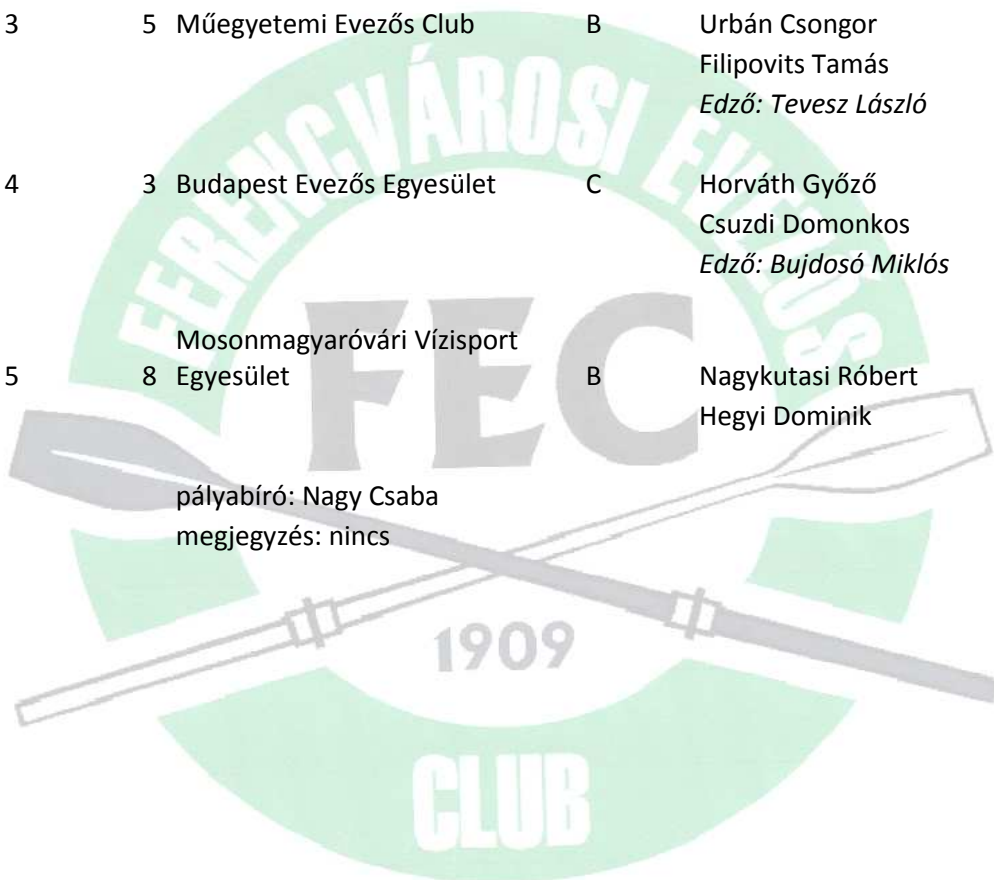 3 5 Műegyetemi Evezős Club B Urbán Csongor
Filipovits Tamás
Edző: Tevesz László
4 3 Budapest Evezős Egyesület C Horváth Győző
Csuzdi Domonkos
Edző: Bujdosó Miklós
Mosonmagyaróvári Vízisport
5 8 Egyesület B Nagykutasi Róbert
Hegyi Dominik
pályabíró: Nagy Csaba
megjegyzés: nincs
FERENCVÁROSI EVEZŐS
FEC
1909
CLUB